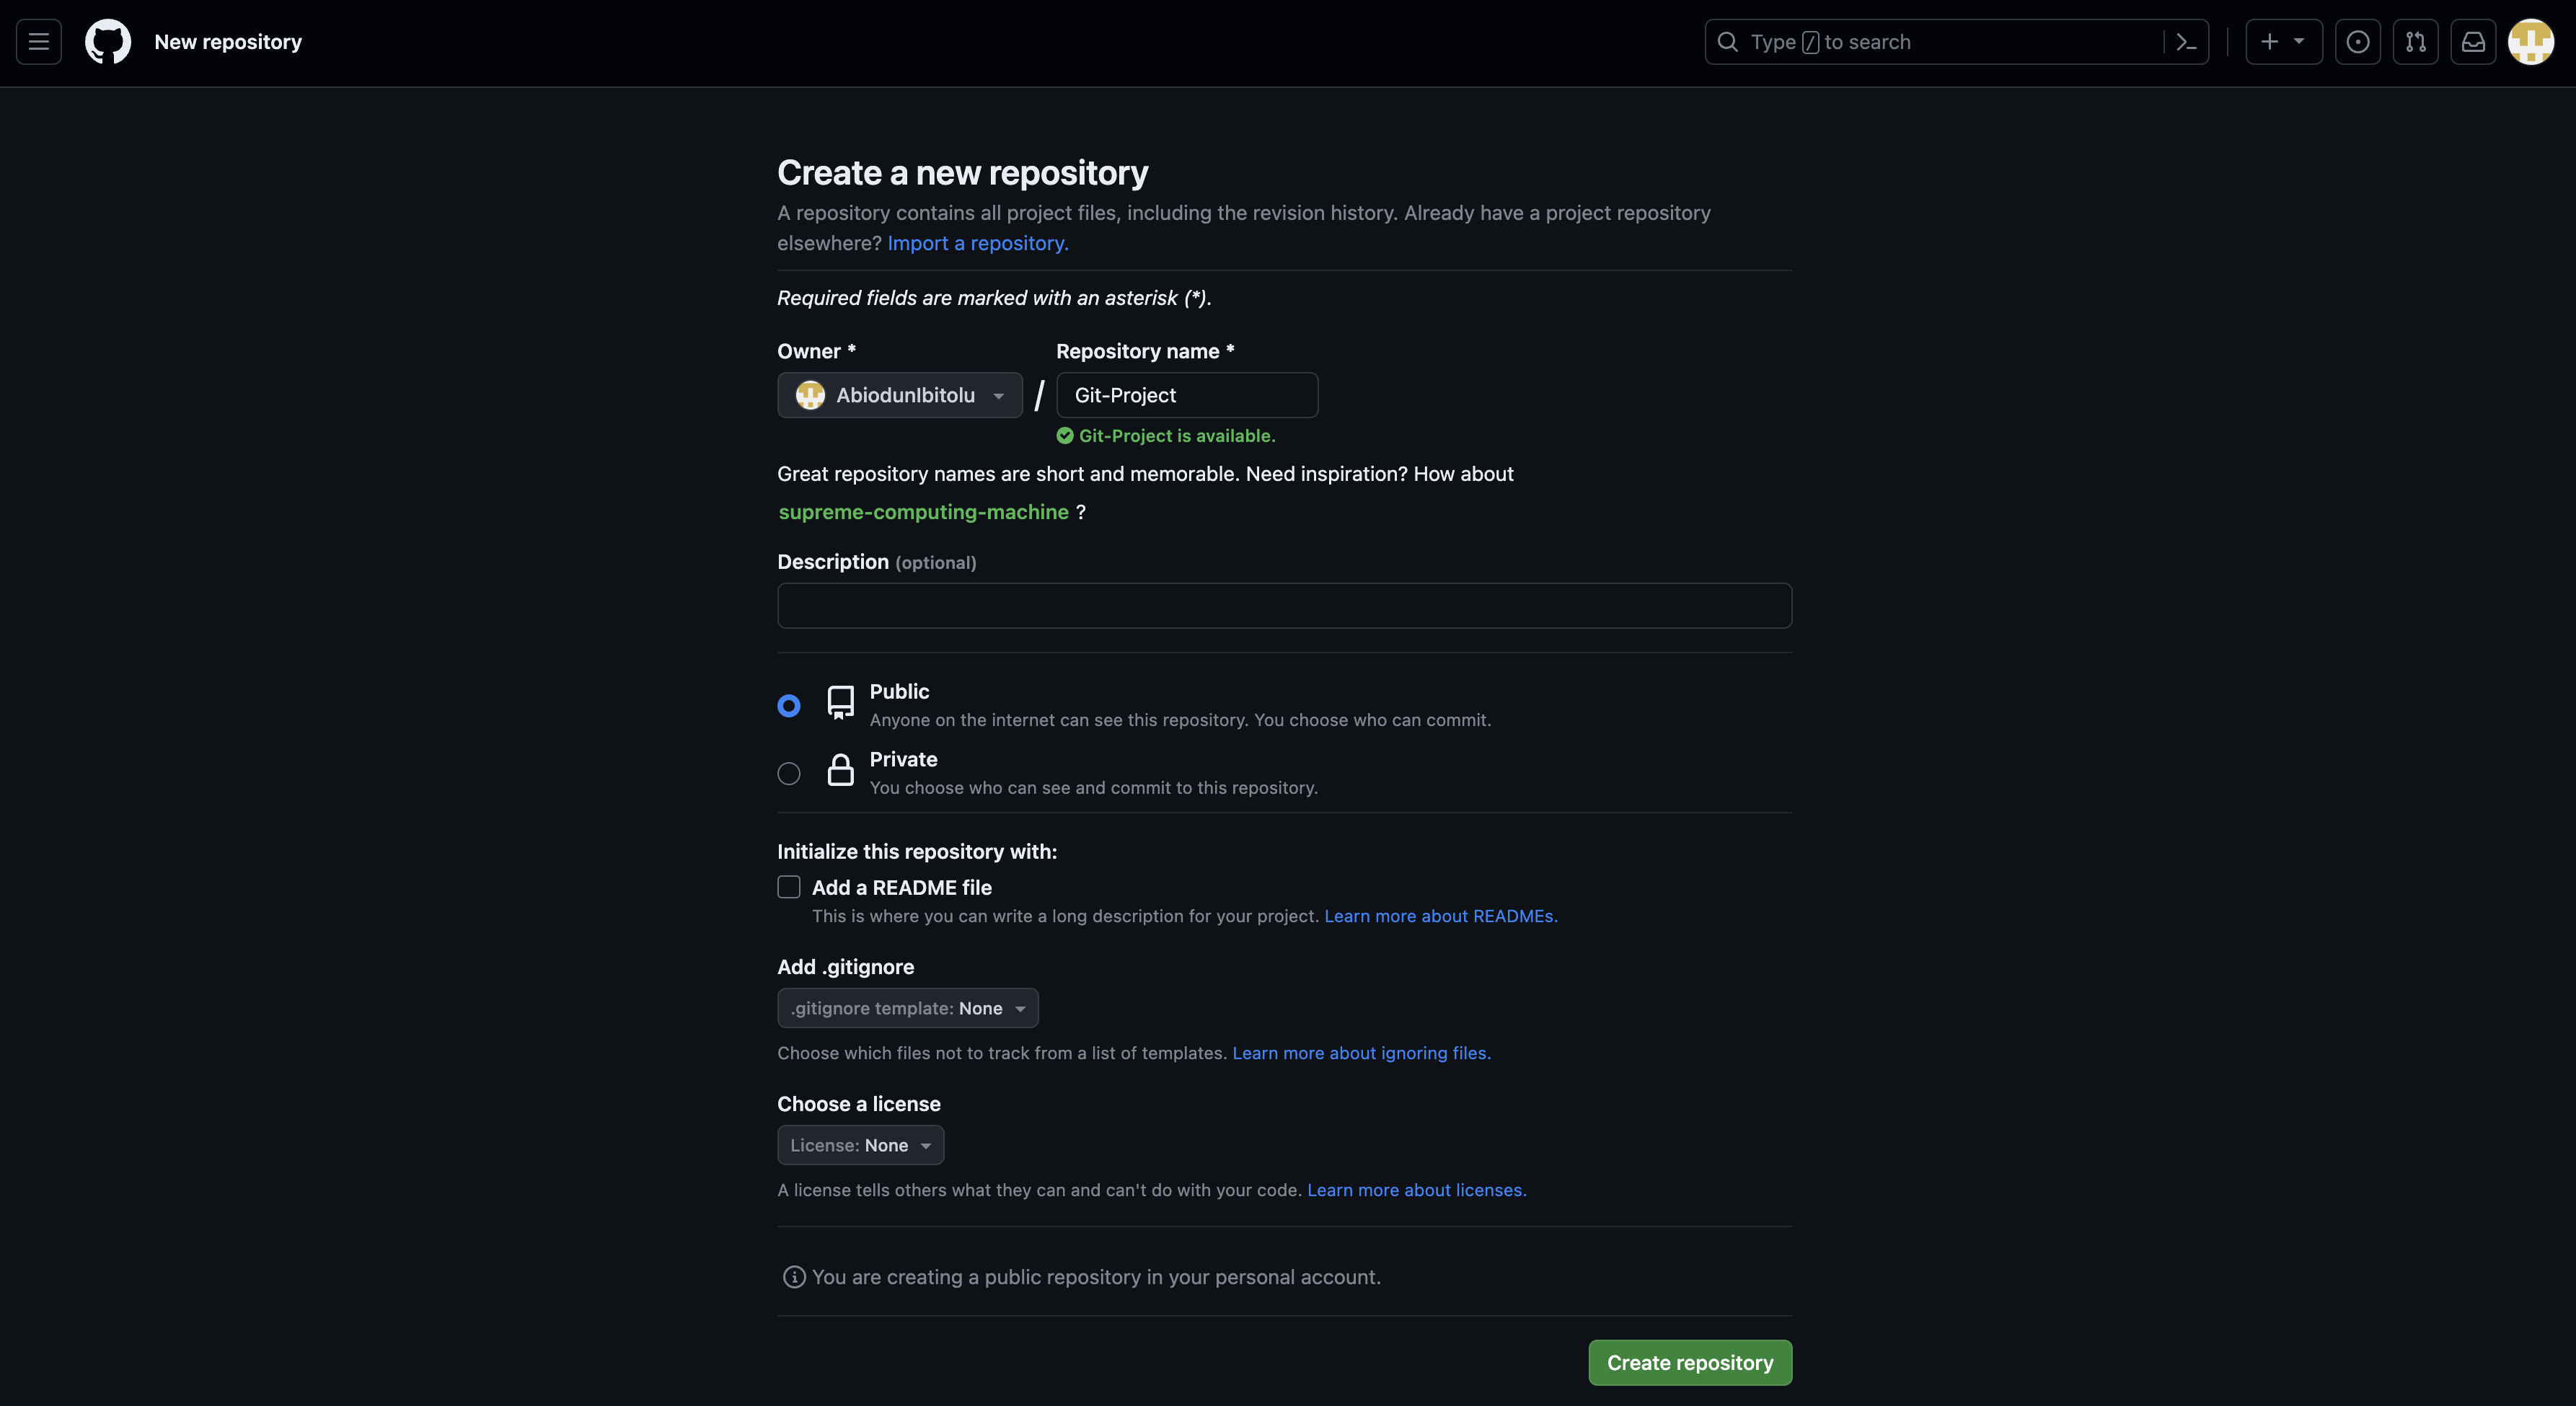 New repository
Type / to search
Create a new repository
A repository contains all project files, including the revision history. Already have a project repository
elsewhere? Import a repository.
Required fields are marked with an asterisk (*).
Owner * Repository name *
AbiodunIbitolu / Git-Project
Git-Project is available.
Great repository names are short and memorable. Need inspiration? How about
supreme-computing-machine ?
Description (optional)
Public
Anyone on the internet can see this repository. You choose who can commit.
Private
You choose who can see and commit to this repository.
Initialize this repository with:
Add a README file
This is where you can write a long description for your project. Learn more about READMEs.
Add .gitignore
.gitignore template: None
Choose which files not to track from a list of templates. Learn more about ignoring files.
Choose a license
License: None
A license tells others what they can and can't do with your code. Learn more about licenses.
You are creating a public repository in your personal account.
Create repository